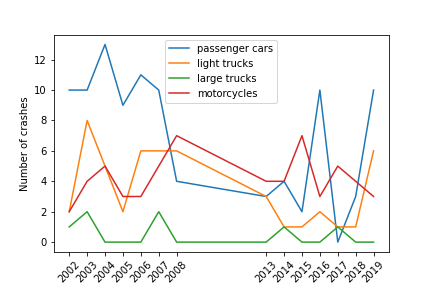 passenger cars
light trucks
large trucks
motorcycles
Number of crashes
12
10
8
6
4
2
0
2002 2003 2004 2005 2006 2007 2008 2013 2014 2015 2016 2017 2018 2019